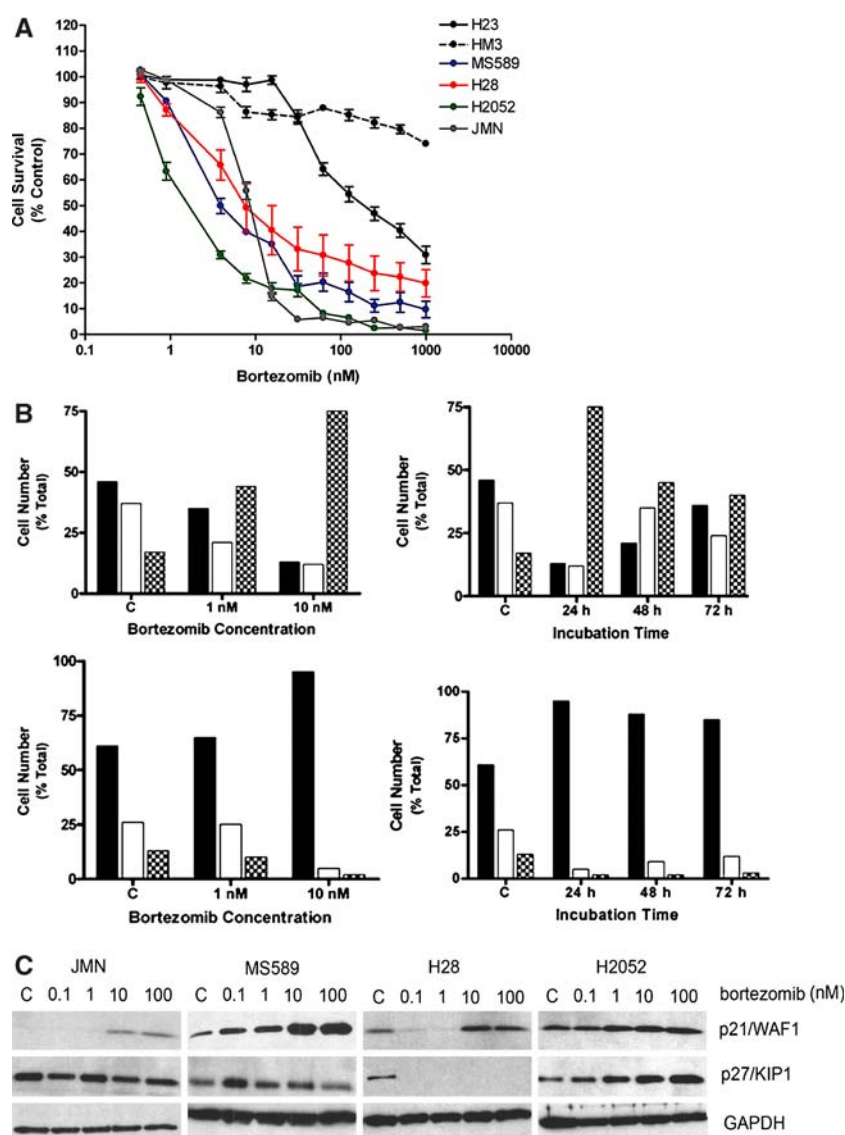 A
120
110
100
90
80
70
60
50
40
30
20
10
0
Cell Survival
(% Control)
0.1 1 10 100 1000 10000
Bortezomib (nM)
H23
HM3
MS589
H28
H2052
JMN
B
75
50
25
0
Cell Number
(% Total)
C 1 nM 10 nM
Bortezomib Concentration
75
50
25
0
Cell Number
(% Total)
C 24 h 48 h 72 h
Incubation Time
100
75
50
25
0
Cell Number
(% Total)
C 1 nM 10 nM
Bortezomib Concentration
100
75
50
25
0
Cell Number
(% Total)
C 24 h 48 h 72 h
Incubation Time
C
JMN MS589 H28 H2052
C 0.1 1 10 100 C 0.1 1 10 100 C 0.1 1 10 100 C 0.1 1 10 100 bortezomib (nM)
p21/WAF1
p27/KIP1
GAPDH